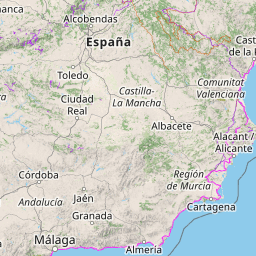 anca
Alcobendas
España
Cast
de la P
Toledo
Castilla-
La Mancha
Comunitat
Valenciana
Ciudad
Real
Albacete
Alacant /
Alicante
Región
de Murcia
Córdoba
Andalucía
Jaén
Cartagena
Granada
Málaga
Almería